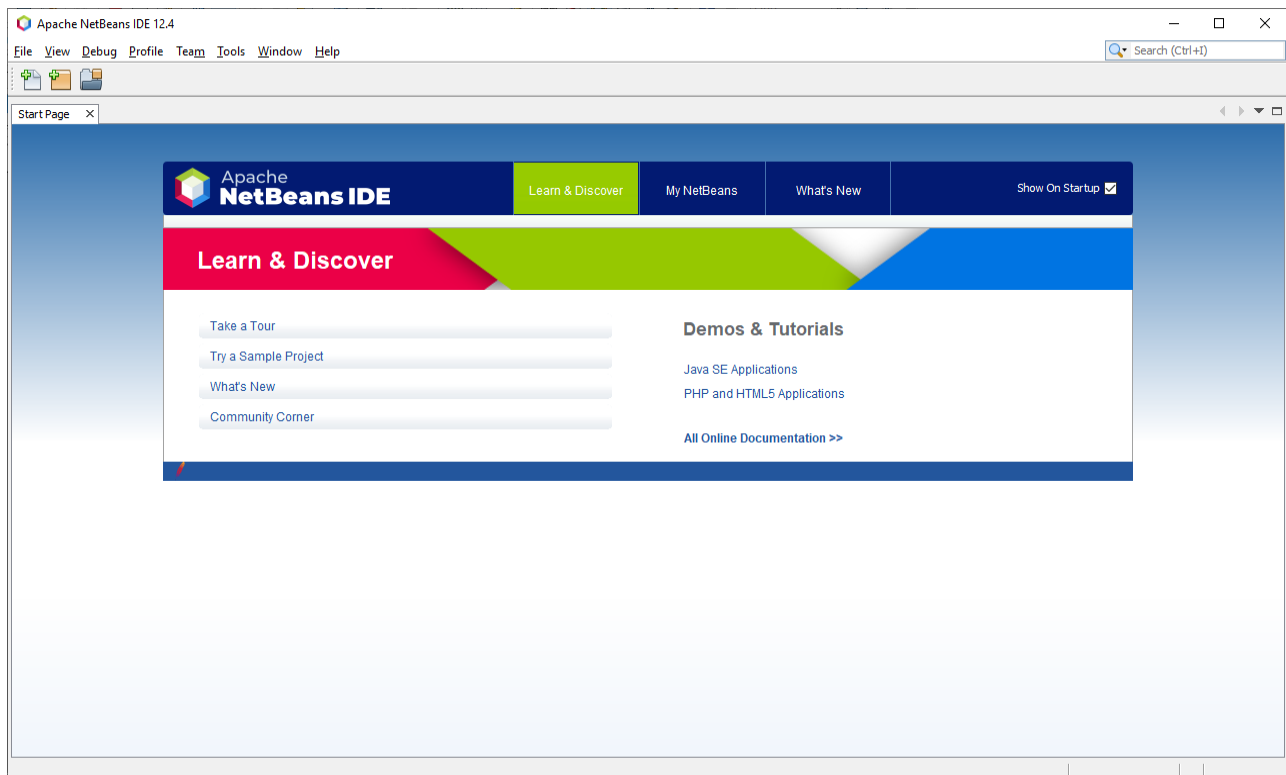 Apache NetBeans IDE 12.4
File View Debug Profile Team Tools Window Help
Search (Ctrl+I)
Start Page
Apache
NetBeans IDE
Learn & Discover
My NetBeans
What's New
Show On Startup
Learn & Discover
Take a Tour
Try a Sample Project
What's New
Community Corner
Demos & Tutorials
Java SE Applications
PHP and HTML5 Applications
All Online Documentation >>